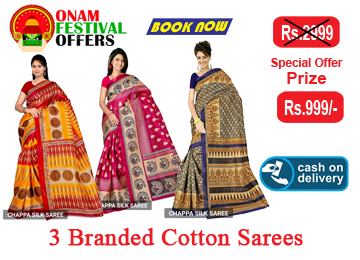 ONAM
FESTIVAL
OFFERS
BOOK NOW
Rs.2999
Special Offer
Prize
Rs.999/-
CHAPPA SILK SAREE
CHAPPA SILK SAREE
CHAPPA SILK SAREE
cash on
delivery
3 Branded Cotton Sarees